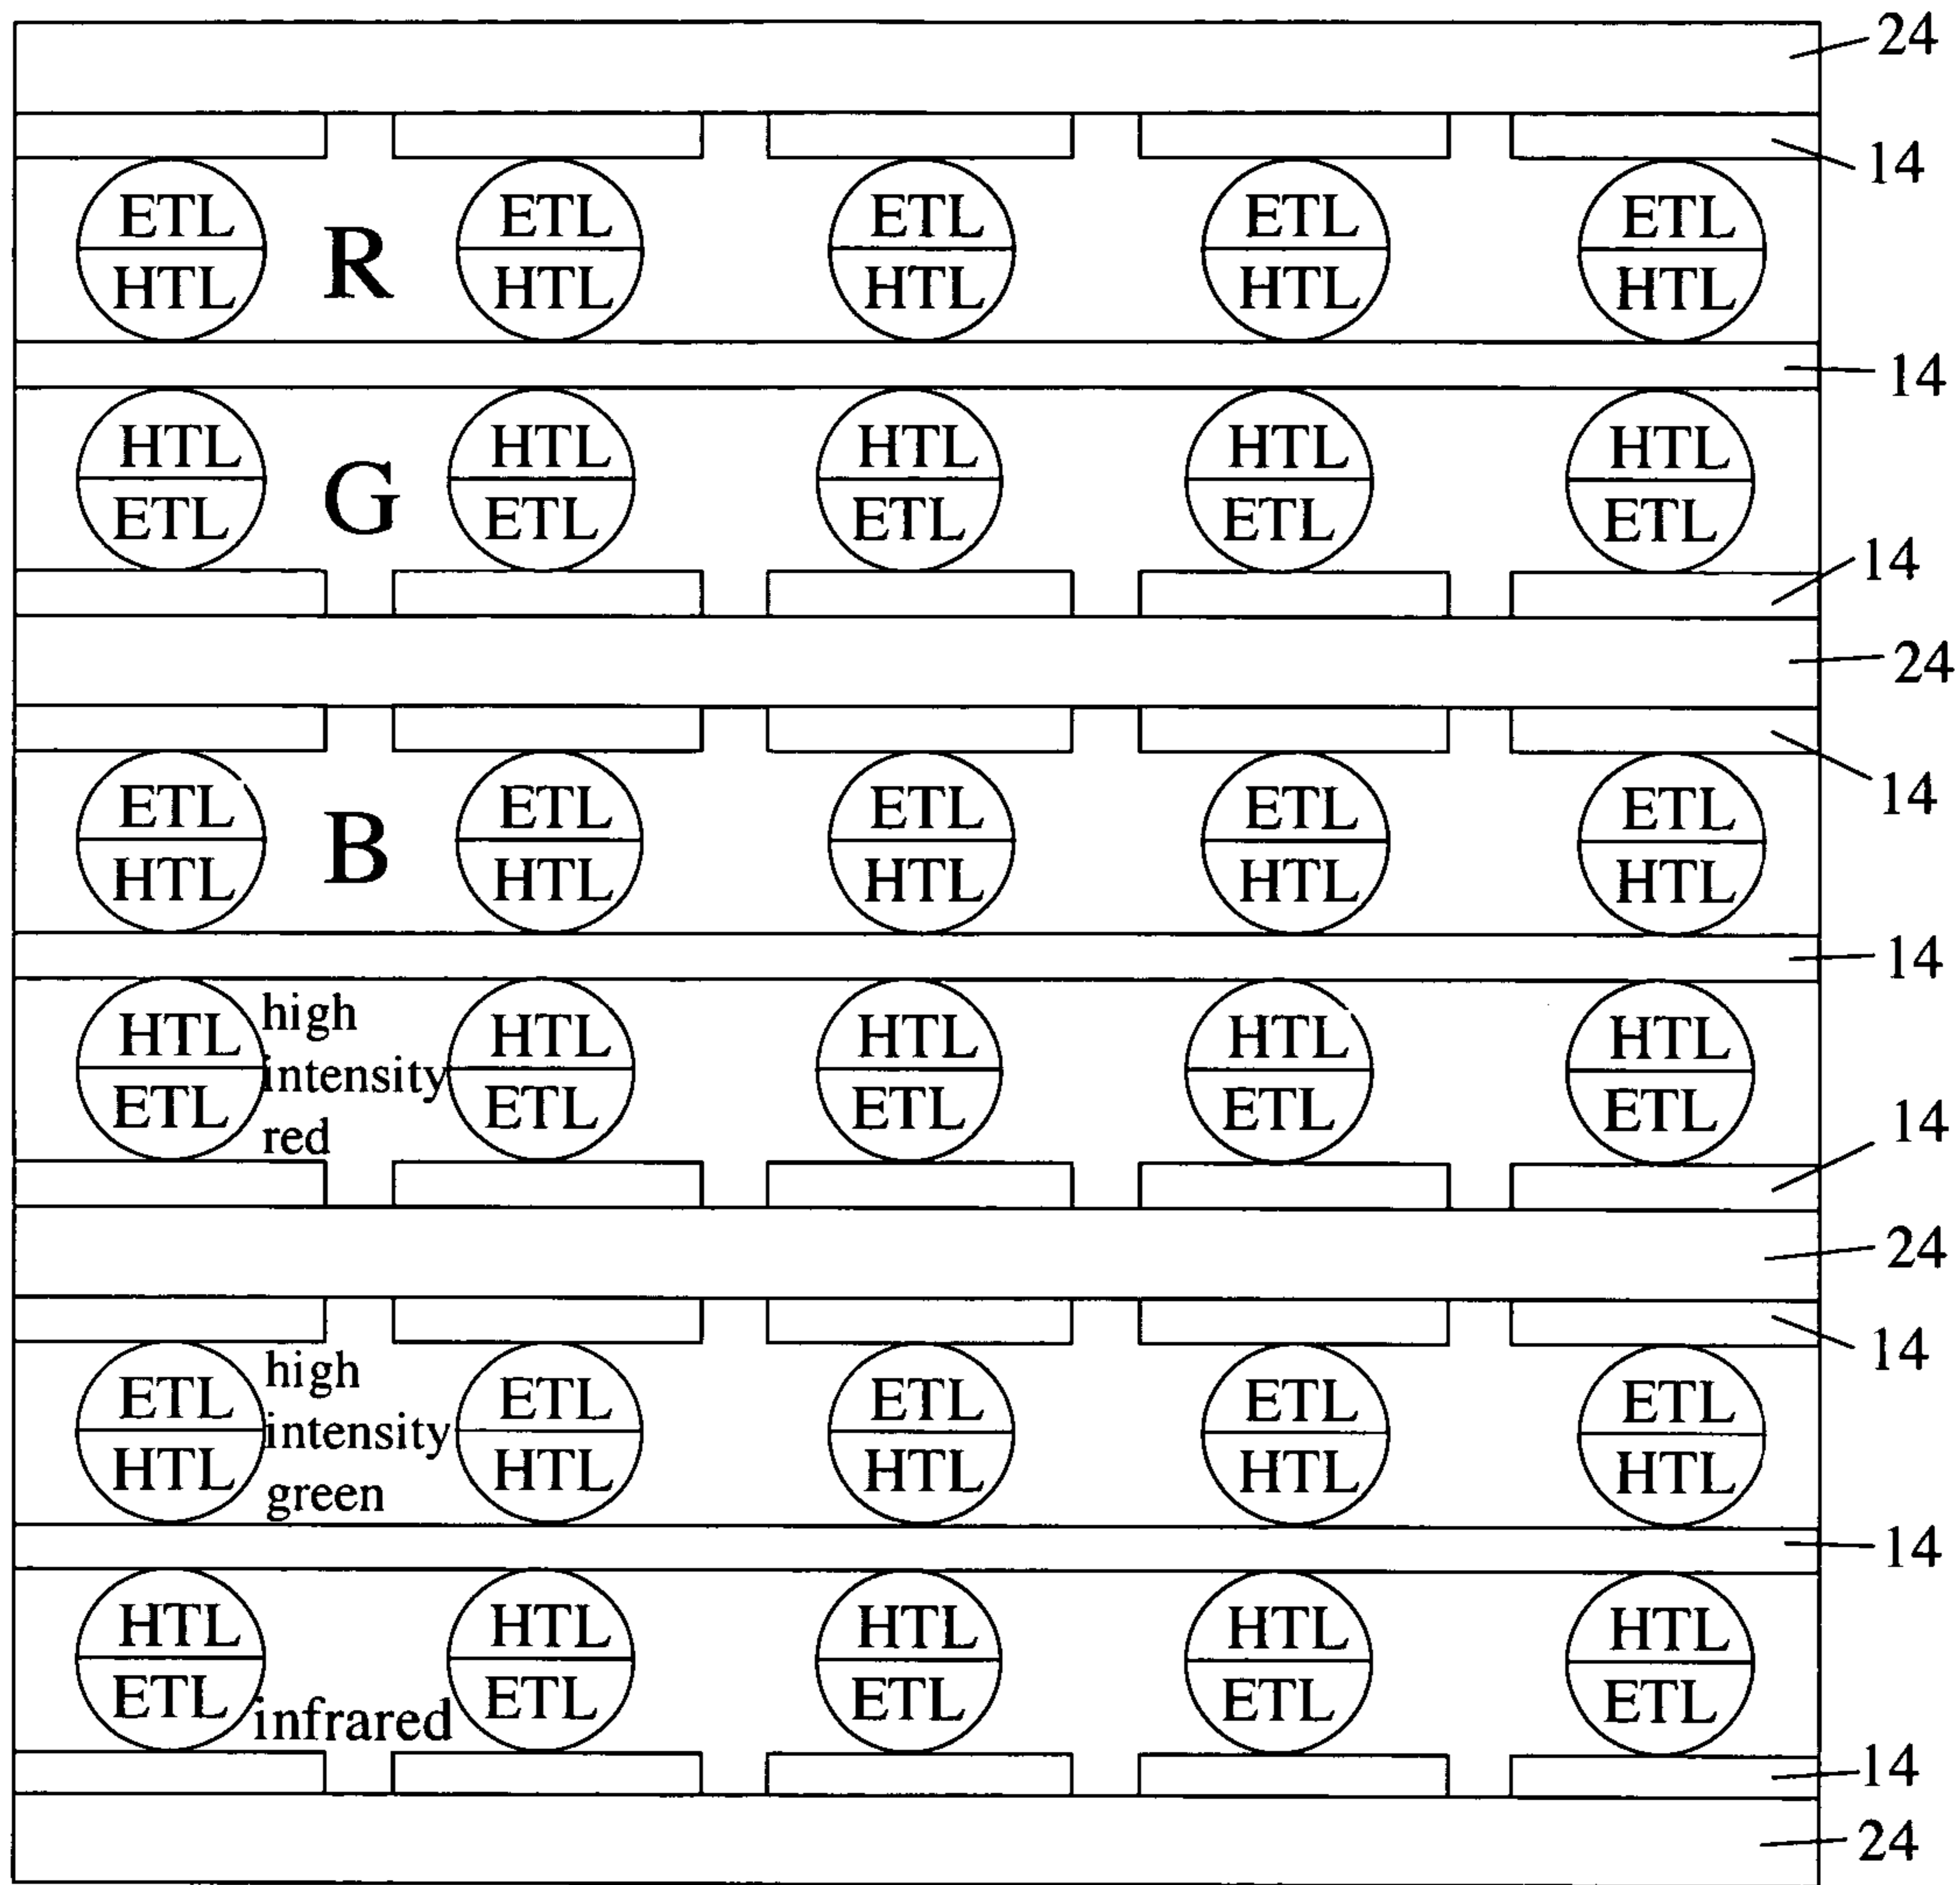 24
14
ETL ETL ETL ETL ETL
R
HTL HTL HTL HTL HTL
14
HTL HTL HTL HTL HTL
G
ETL ETL ETL ETL ETL
14
24
14
ETL ETL ETL ETL ETL
B
HTL HTL HTL HTL HTL
14
HTL high HTL HTL HTL HTL
intensity
ETL red ETL ETL ETL ETL
14
24
14
ETL high ETL ETL ETL ETL
intensity
HTL green HTL HTL HTL HTL
14
HTL HTL HTL HTL HTL
ETL infrared ETL ETL ETL ETL
14
24